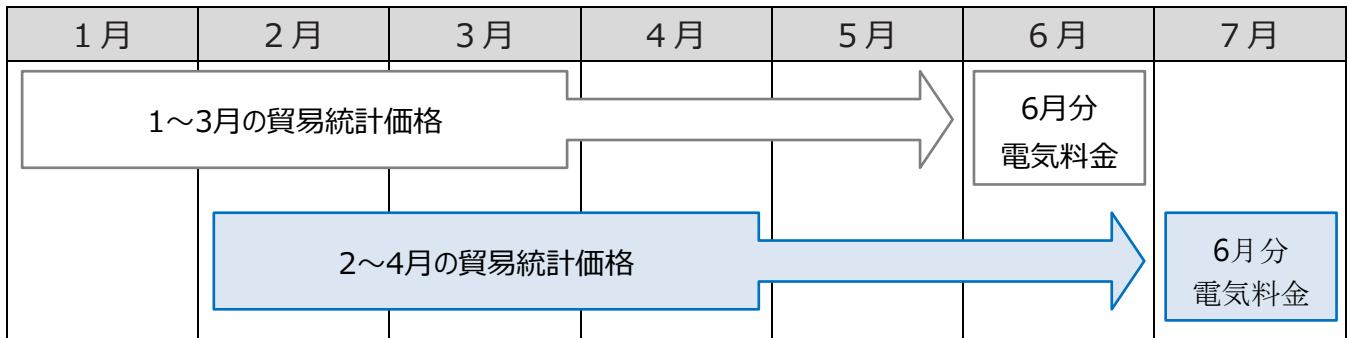 1月 2月 3月 4月 5月 6月 7月
1～3月の貿易統計価格
6月分
電気料金
2～4月の貿易統計価格
6月分
電気料金